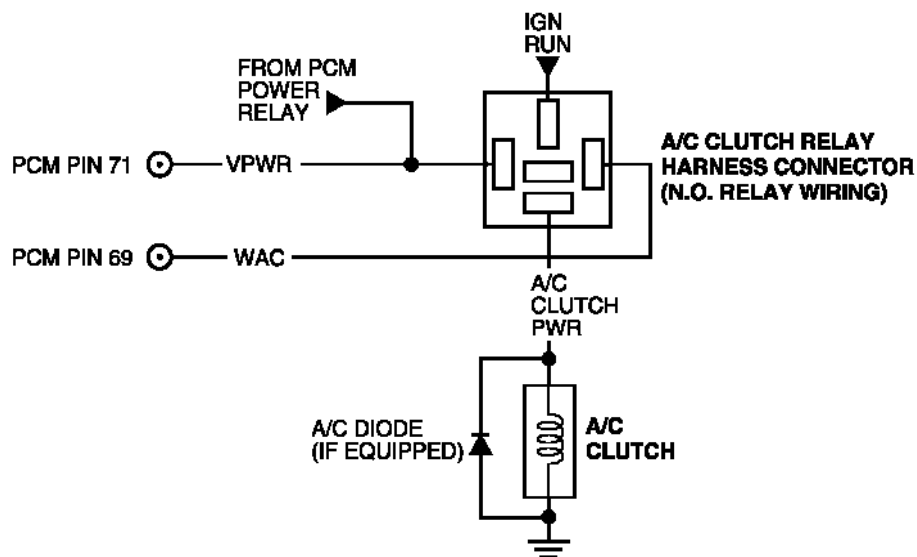 IGN
RUN
FROM PCM
POWER
RELAY
A/C CLUTCH RELAY
HARNESS CONNECTOR
(N.O. RELAY WIRING)
PCM PIN 71
VPWR
PCM PIN 69
WAC
A/C
CLUTCH
PWR
A/C DIODE
(IF EQUIPPED)
A/C
CLUTCH